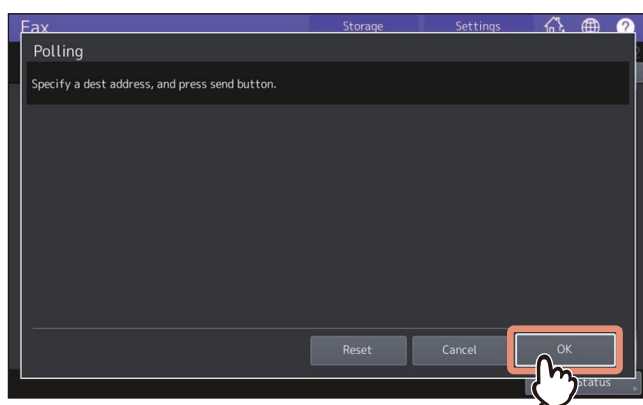 Fax Storage Settings ?
Polling
Specify a dest address, and press send button.
Reset Cancel OK
Status